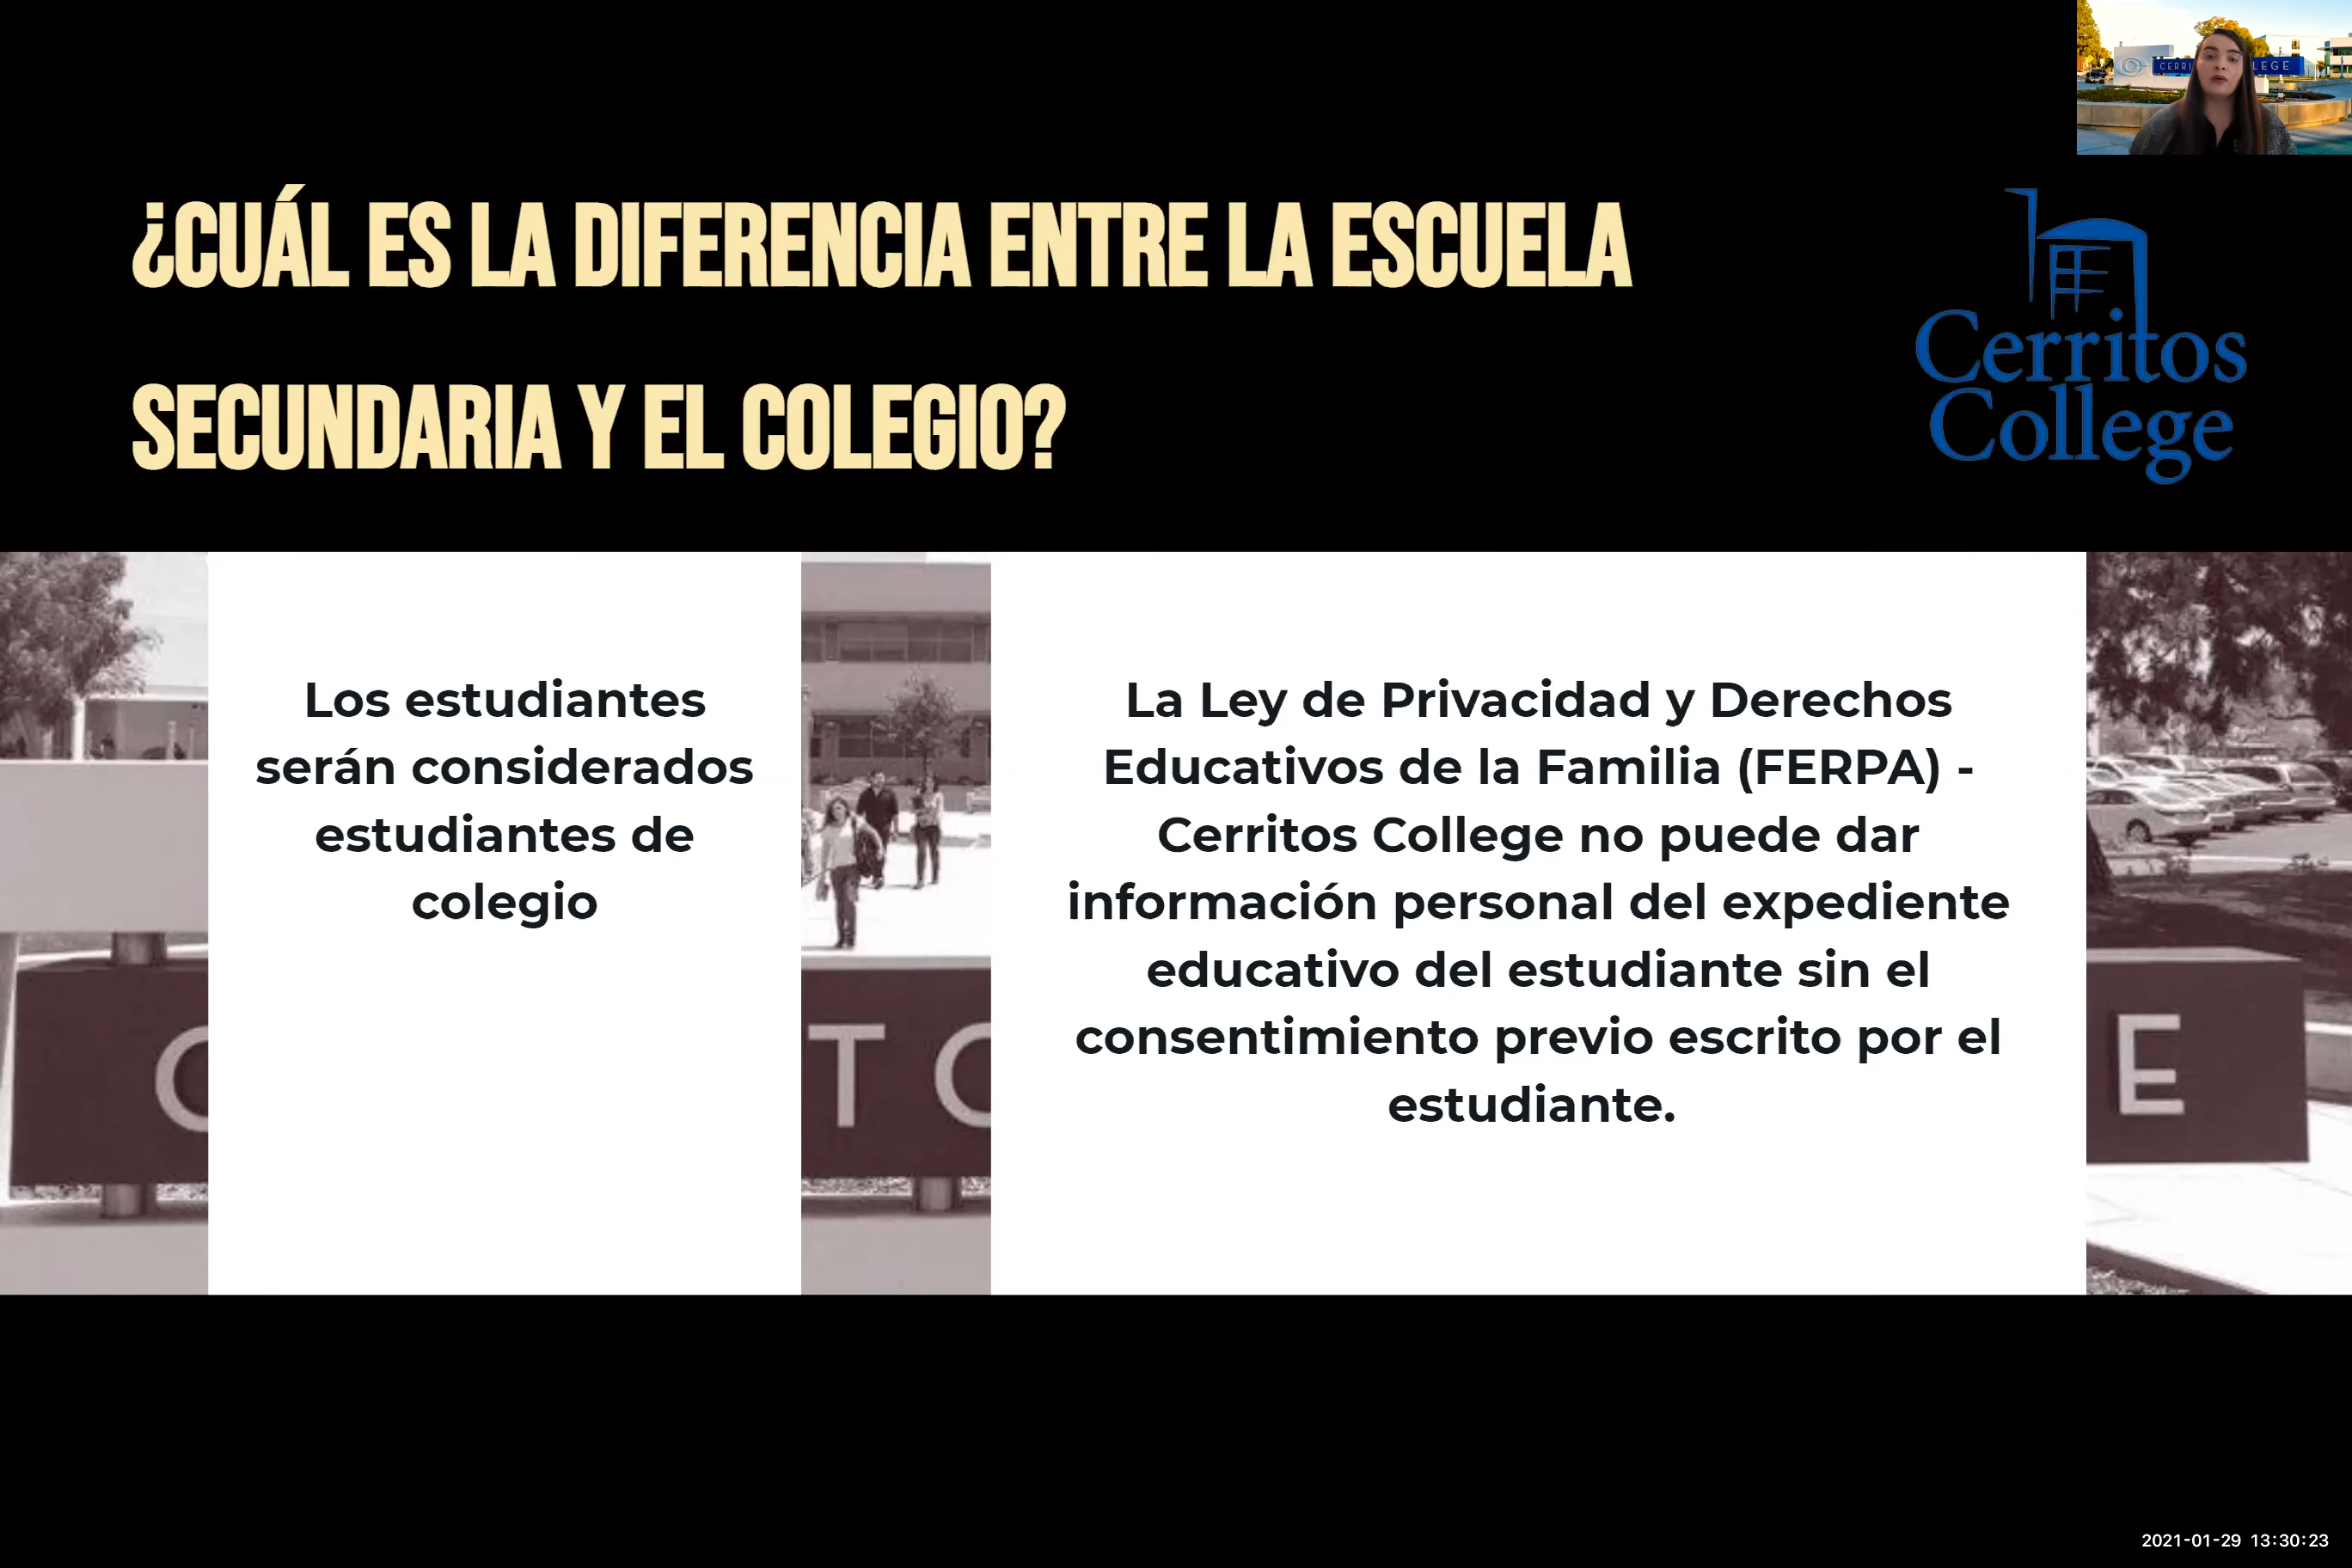 CERRI LEGE
¿CUÁL ES LA DIFERENCIA ENTRE LA ESCUELA
SECUNDARIA Y EL COLEGIO?
Cerritos
College
Los estudiantes
serán considerados
estudiantes de
colegio
La Ley de Privacidad y Derechos
Educativos de la Familia (FERPA) -
Cerritos College no puede dar
información personal del expediente
educativo del estudiante sin el
consentimiento previo escrito por el
estudiante.
C
T O
E
2021-01-29 13:30:23